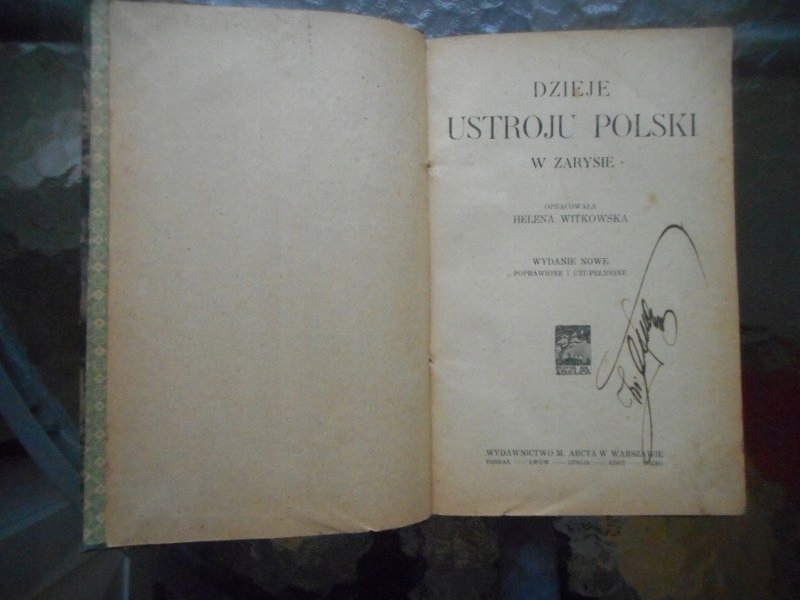 DZIEJE
USTROJU POLSKI
W ZARYSIE
OPRACOWAŁA
HELENA WITKOWSKA
WYDANIE NOWE.
POPRAWIONE I UZUPEŁNIONE.
WYDAWNICTWO M. ARCTA W WARSZAWIE
POZNAŃ — LWÓW — LUBLIN — ŁÓDŹ — WILNO